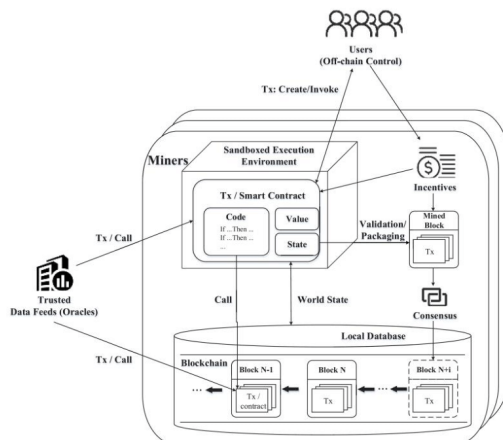 Users
(Off-chain Control)
Tx: Create/Invoke
Miners
Sandboxed Execution
Environment
Tx / Smart Contract
Code
If ...Then ...
If ...Then ...
...
Value
State
Incentives
Validation/
Packaging
Mined
Block
Tx
Tx / Call
Trusted
Data Feeds (Oracles)
Call
World State
Consensus
Local Database
Tx / Call
Blockchain
Block N-1
Block N
Block N+i
...
Tx /
contract
Tx
...
Tx